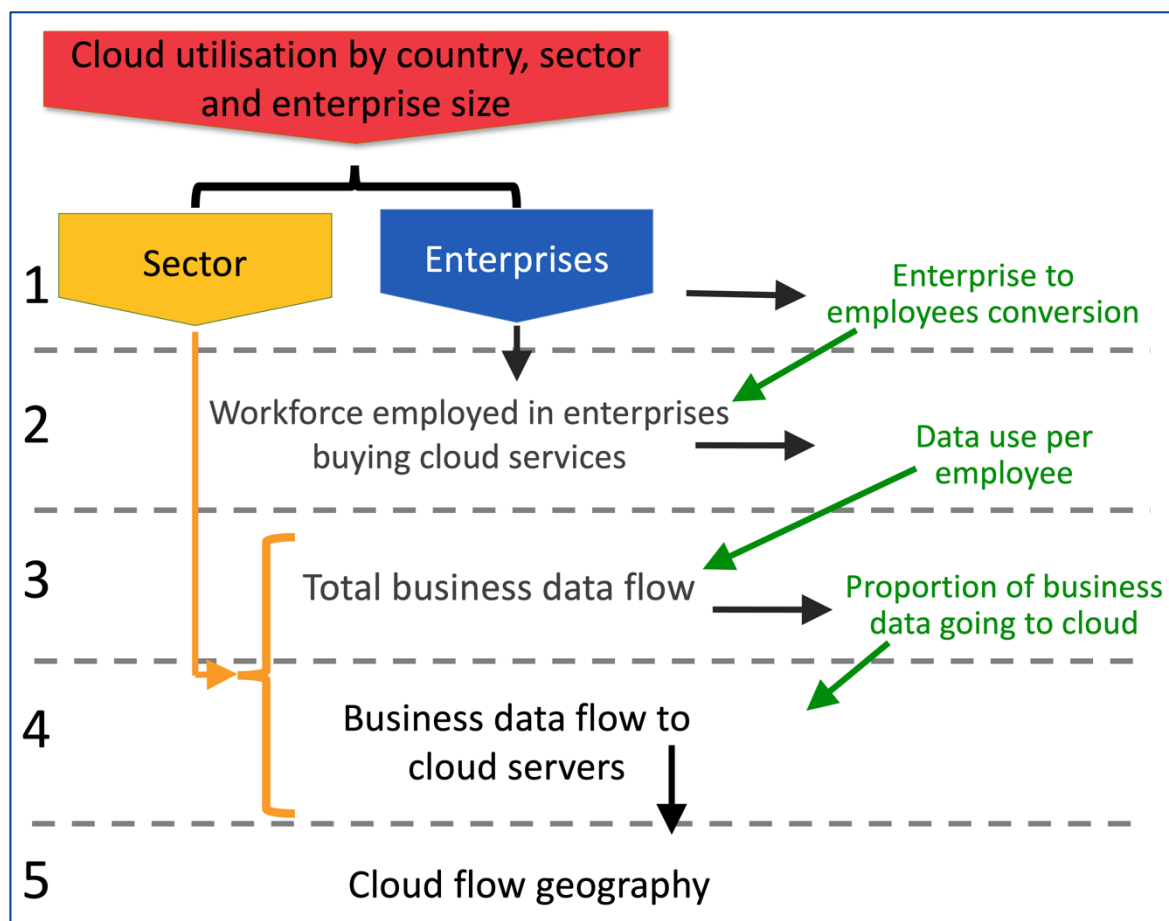 Cloud utilisation by country, sector
and enterprise size
Sector
Enterprises
1
Enterprise to
employees conversion
2
Workforce employed in enterprises
buying cloud services
Data use per
employee
3
Total business data flow
Proportion of business
data going to cloud
4
Business data flow to
cloud servers
5
Cloud flow geography